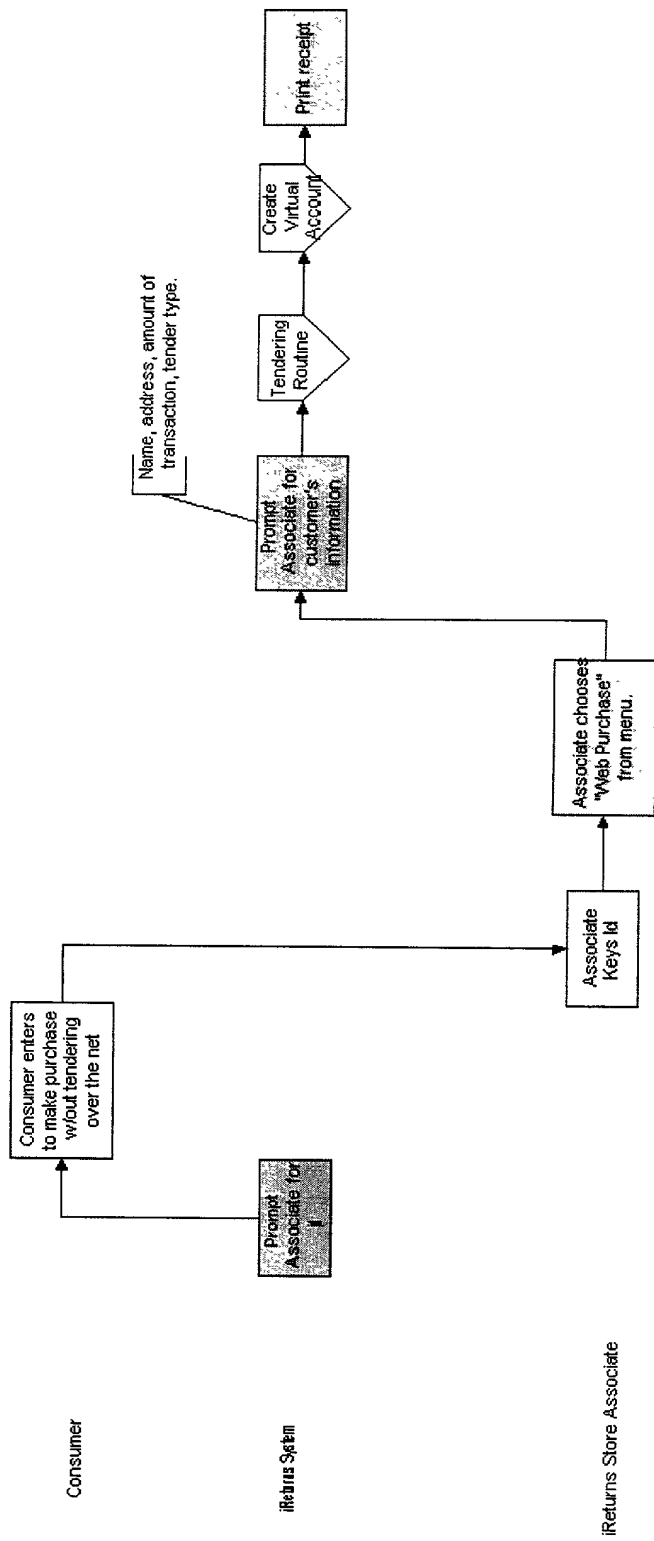 Consumer
iReturns System
iReturns Store Associate
Prompt
Associate for
Consumer enters
to make purchase
w/out tendering
over the net
Associate
Keys Id
Associate chooses
"Web Purchase"
from menu.
Prompt
Associate for
customer's
information
Name, address, amount of
transaction, tender type.
Tendering
Routine
Create
Virtual
Account
Print receipt